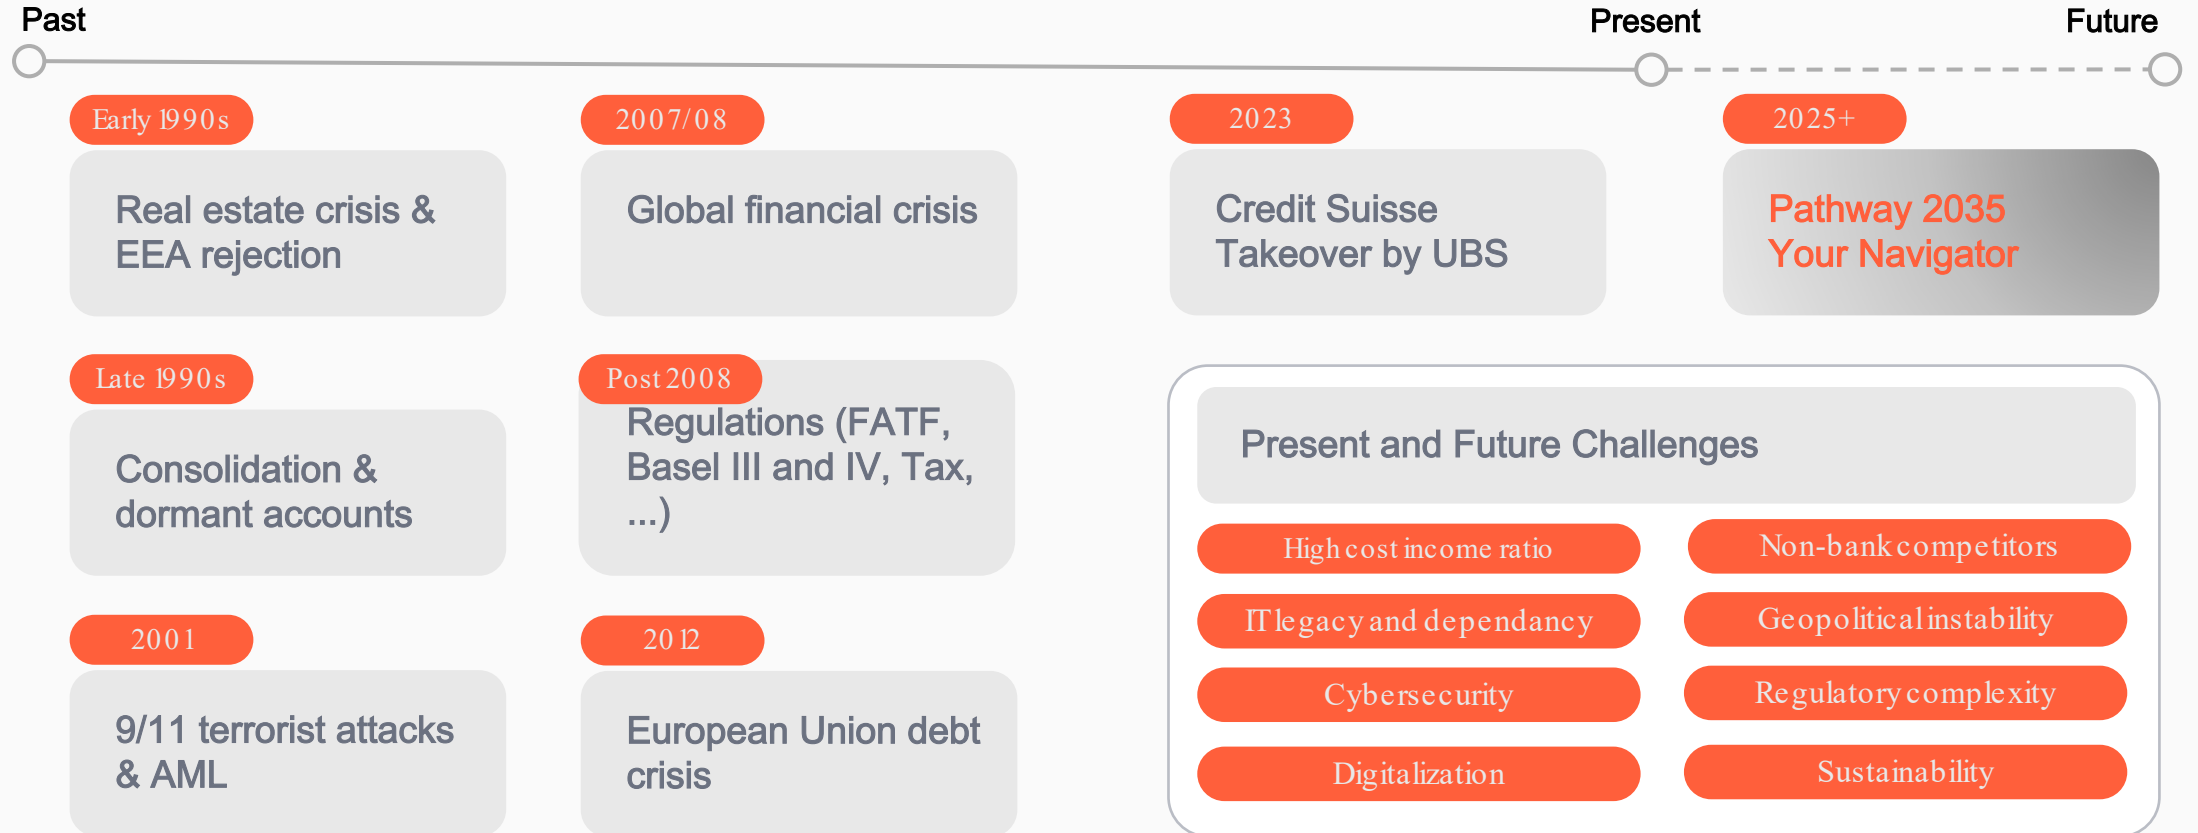 Past
Present
Future
Early 1990s
Real estate crisis &
EEA rejection
Late 1990s
Consolidation &
dormant accounts
2001
9/11 terrorist attacks
& AML
2007/08
Global financial crisis
Post 2008
Regulations (FATF,
Basel III and IV, Tax,
...)
2012
European Union debt
crisis
2023
Credit Suisse
Takeover by UBS
2025+
Pathway 2035
Your Navigator
Present and Future Challenges
High cost income ratio
IT legacy and dependancy
Cybersecurity
Digitalization
Non-bank competitors
Geopolitical instability
Regulatory complexity
Sustainability